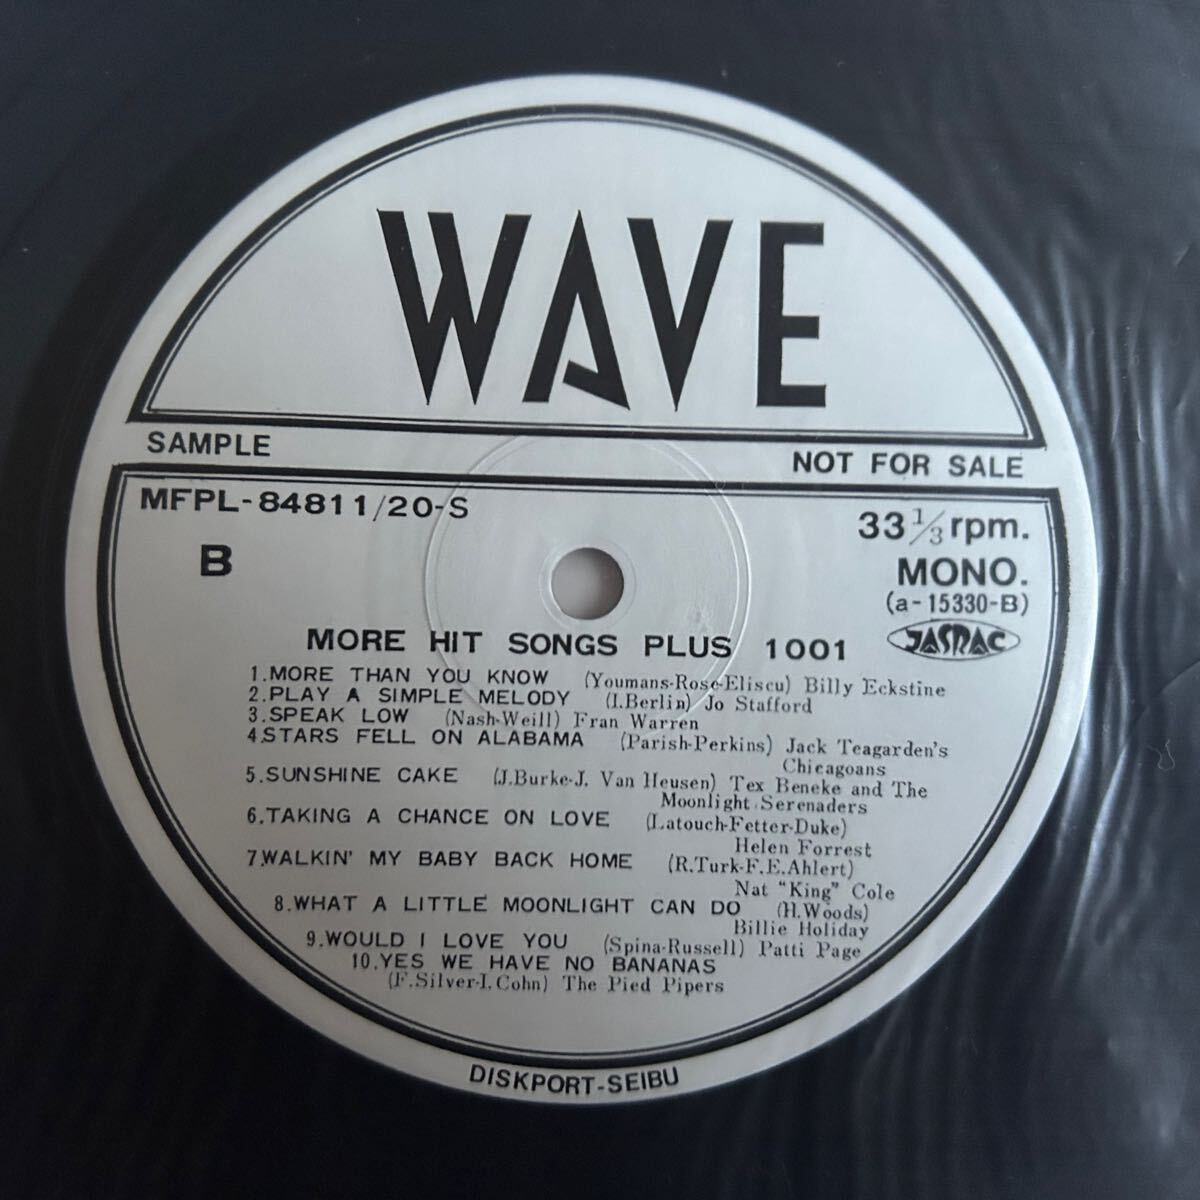 WAVE
SAMPLE
NOT FOR SALE
MFPL-84811/20-S
B
33 1/3 rpm.
MONO.
(a-15330-B)
JASRAC
MORE HIT SONGS PLUS 1001
1.MORE THAN YOU KNOW (Youmans-Rose-Eliscu) Billy Eckstine
2.PLAY A SIMPLE MELODY (I.Berlin) Jo Stafford
3.SPEAK LOW (Nash-Weill) Fran Warren
4.STARS FELL ON ALABAMA (Parish-Perkins) Jack Teagarden's
Chicagoans
5.SUNSHINE CAKE (J.Burke-J. Van Heusen) Tex Beneke and The
Moonlight Serenaders
6.TAKING A CHANCE ON LOVE (Latouch-Fetter-Duke)
Helen Forrest
7.WALKIN' MY BABY BACK HOME (R.Turk-F.E.Ahlert)
Nat "King" Cole
8.WHAT A LITTLE MOONLIGHT CAN DO (H.Woods)
Billie Holiday
9.WOULD I LOVE YOU (Spina-Russell) Patti Page
10.YES WE HAVE NO BANANAS
(F.Silver-I.Cohn) The Pied Pipers
DISKPORT-SEIBU